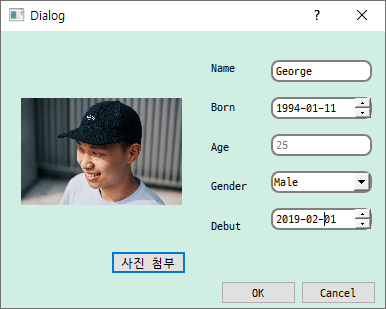 Dialog
Name
George
Born
1994-01-11
Age
25
Gender
Male
Debut
2019-02-01
사진 첨부
OK
Cancel